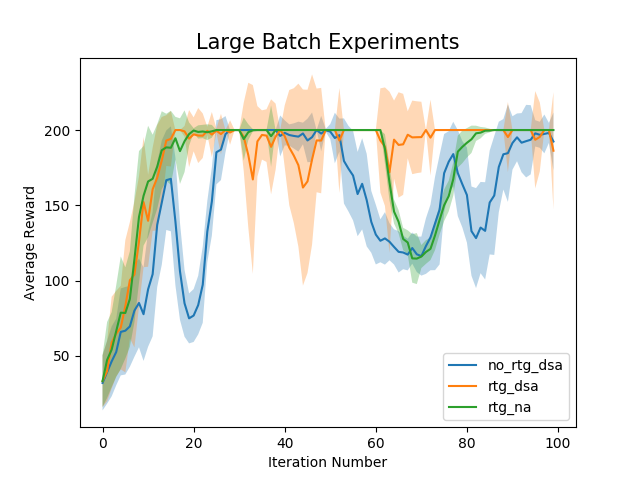 Large Batch Experiments
Average Reward
200
150
100
50
0
20
40
60
80
100
Iteration Number
no_rtg_dsa
rtg_dsa
rtg_na